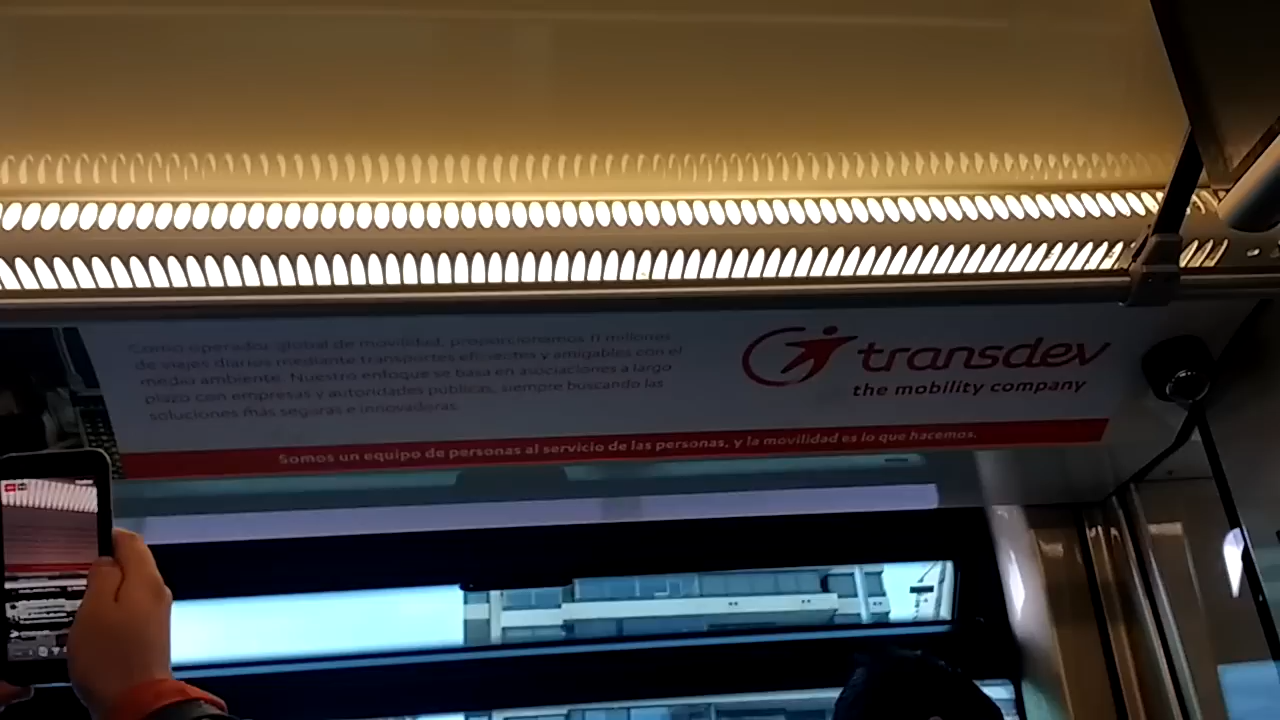 Como operador global de movilidad, proporcionamos 11 millones
de viajes diarios mediante transportes eficientes y amigables con el
medio ambiente. Nuestro enfoque se basa en asociaciones a largo
plazo con empresas y autoridades públicas, siempre buscando las
soluciones más seguras e innovadoras.
transdev
the mobility company
Somos un equipo de personas al servicio de las personas, y la movilidad es lo que hacemos.